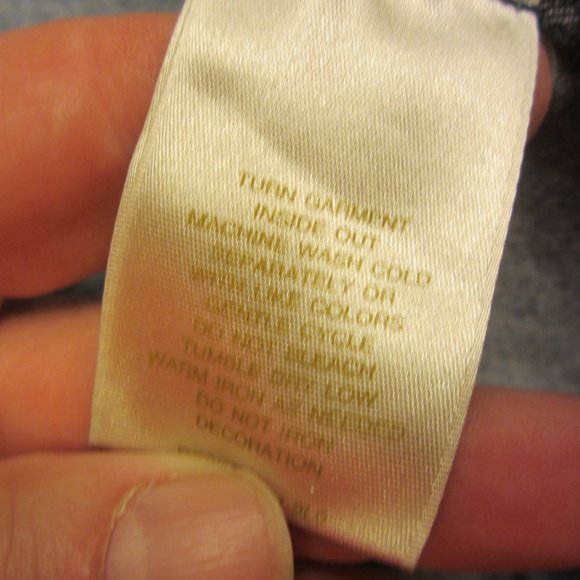 TURN GARMENT
INSIDE OUT
MACHINE WASH COLD
SEPARATELY OR
WITH LIKE COLORS
GENTLE CYCLE
DO NOT BLEACH
TUMBLE DRY LOW
WARM IRON AS NEEDED
DO NOT IRON
DECORATION